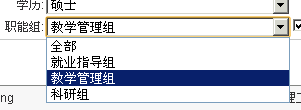 学历: 硕士
职能组: 教学管理组
全部
就业指导组
教学管理组
科研组
ng